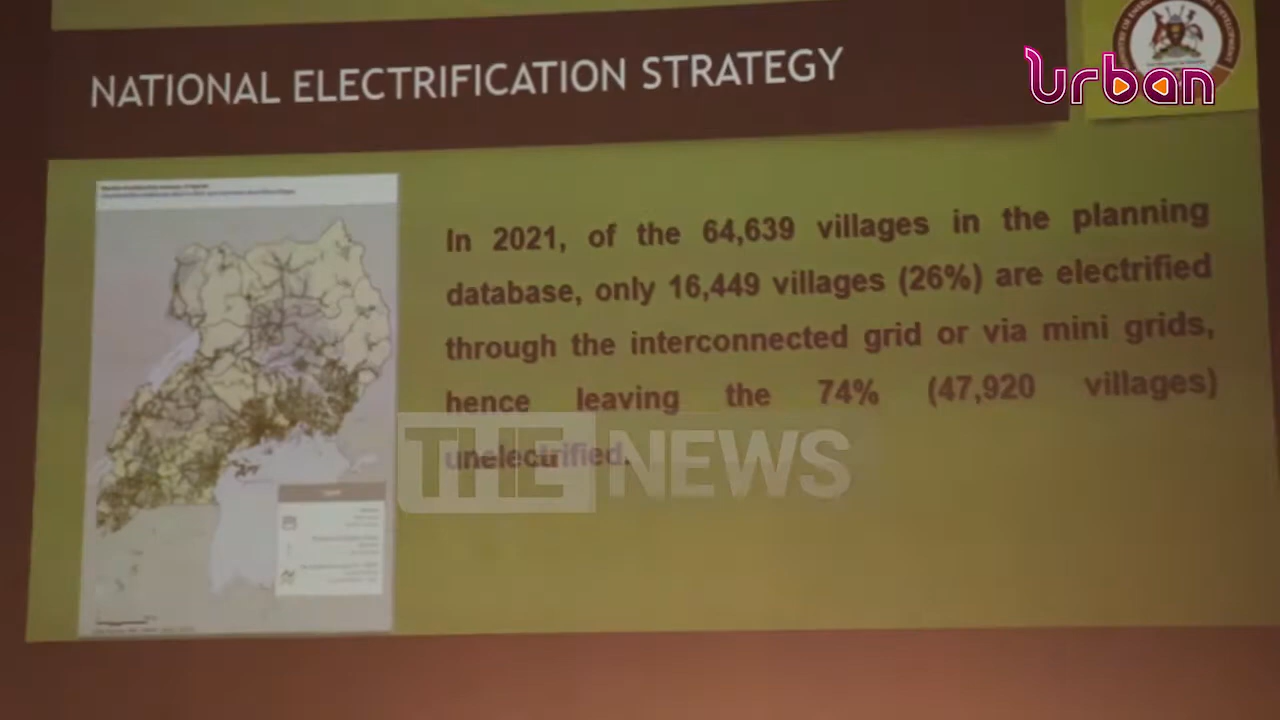 NATIONAL ELECTRIFICATION STRATEGY
urban
In 2021, of the 64,639 villages in the planning
database, only 16,449 villages (26%) are electrified
through the interconnected grid or via mini grids,
hence leaving the 74% (47,920 villages)
unelectrified.
THE NEWS